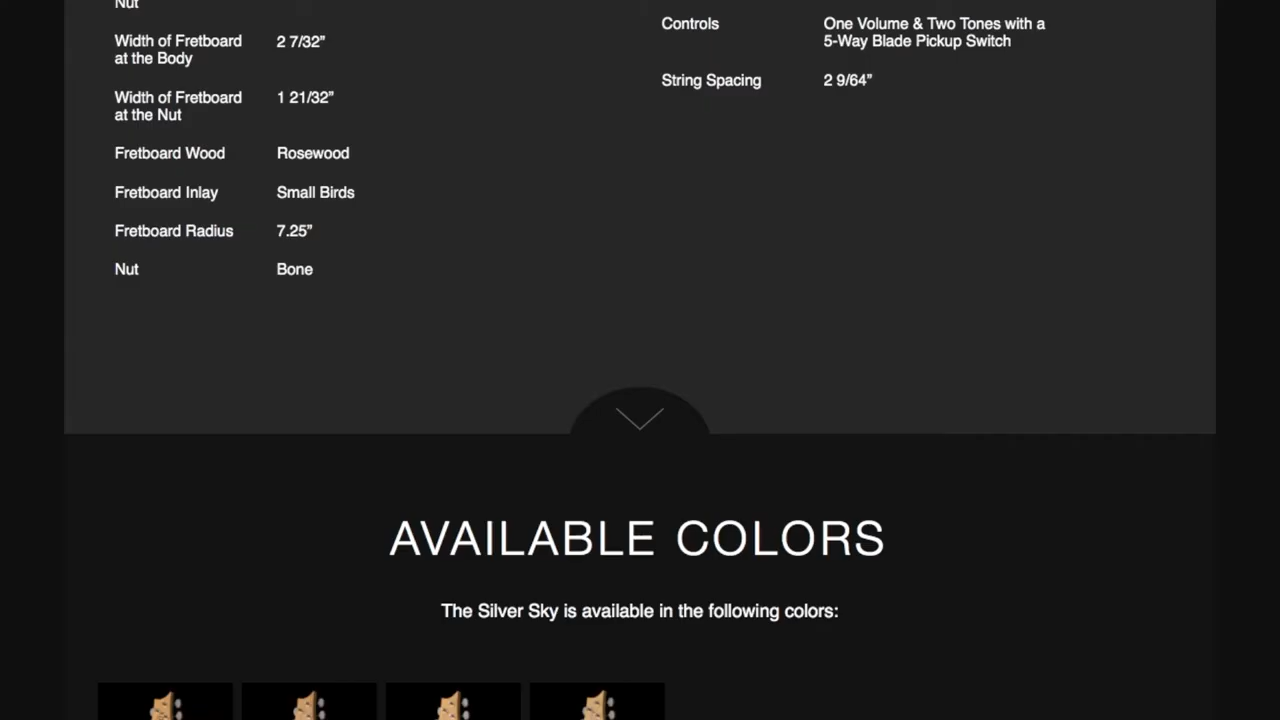 Nut
Width of Fretboard
at the Body
2 7/32”
Width of Fretboard
at the Nut
1 21/32”
Fretboard Wood
Rosewood
Fretboard Inlay
Small Birds
Fretboard Radius
7.25”
Nut
Bone
Controls
One Volume & Two Tones with a
5-Way Blade Pickup Switch
String Spacing
2 9/64”
AVAILABLE COLORS
The Silver Sky is available in the following colors: